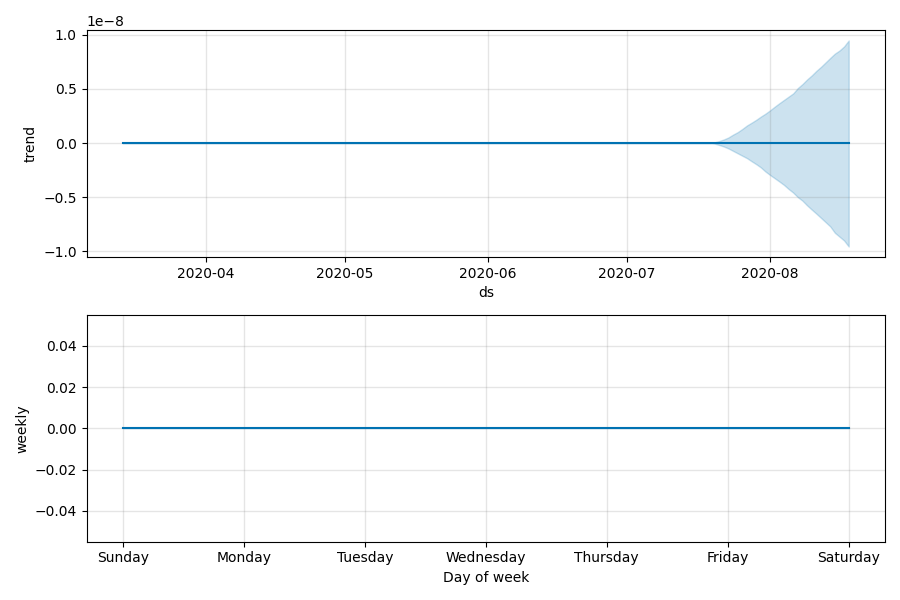 1e−8
1.0
0.5
0.0
−0.5
−1.0
trend
2020-04 2020-05 2020-06 2020-07 2020-08
ds
0.04
0.02
0.00
−0.02
−0.04
weekly
Sunday Monday Tuesday Wednesday Thursday Friday Saturday
Day of week